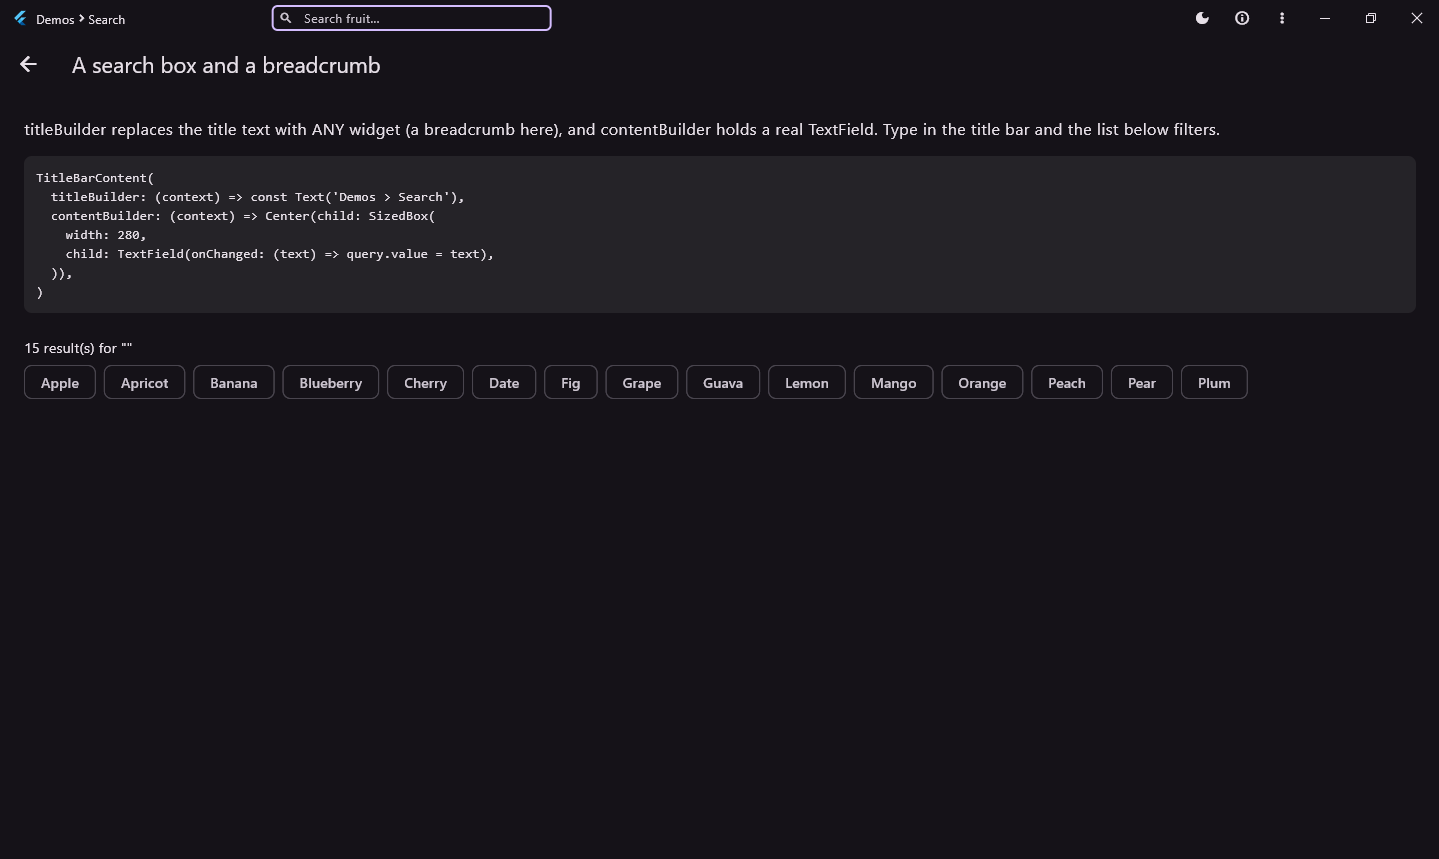 Demos > Search
Search fruit...
A search box and a breadcrumb
titleBuilder replaces the title text with ANY widget (a breadcrumb here), and contentBuilder holds a real TextField. Type in the title bar and the list below filters.
TitleBarContent(
  titleBuilder: (context) => const Text('Demos > Search'),
  contentBuilder: (context) => Center(child: SizedBox(
    width: 280,
    child: TextField(onChanged: (text) => query.value = text),
  )),
)
15 result(s) for ""
Apple Apricot Banana Blueberry Cherry Date Fig Grape Guava Lemon Mango Orange Peach Pear Plum